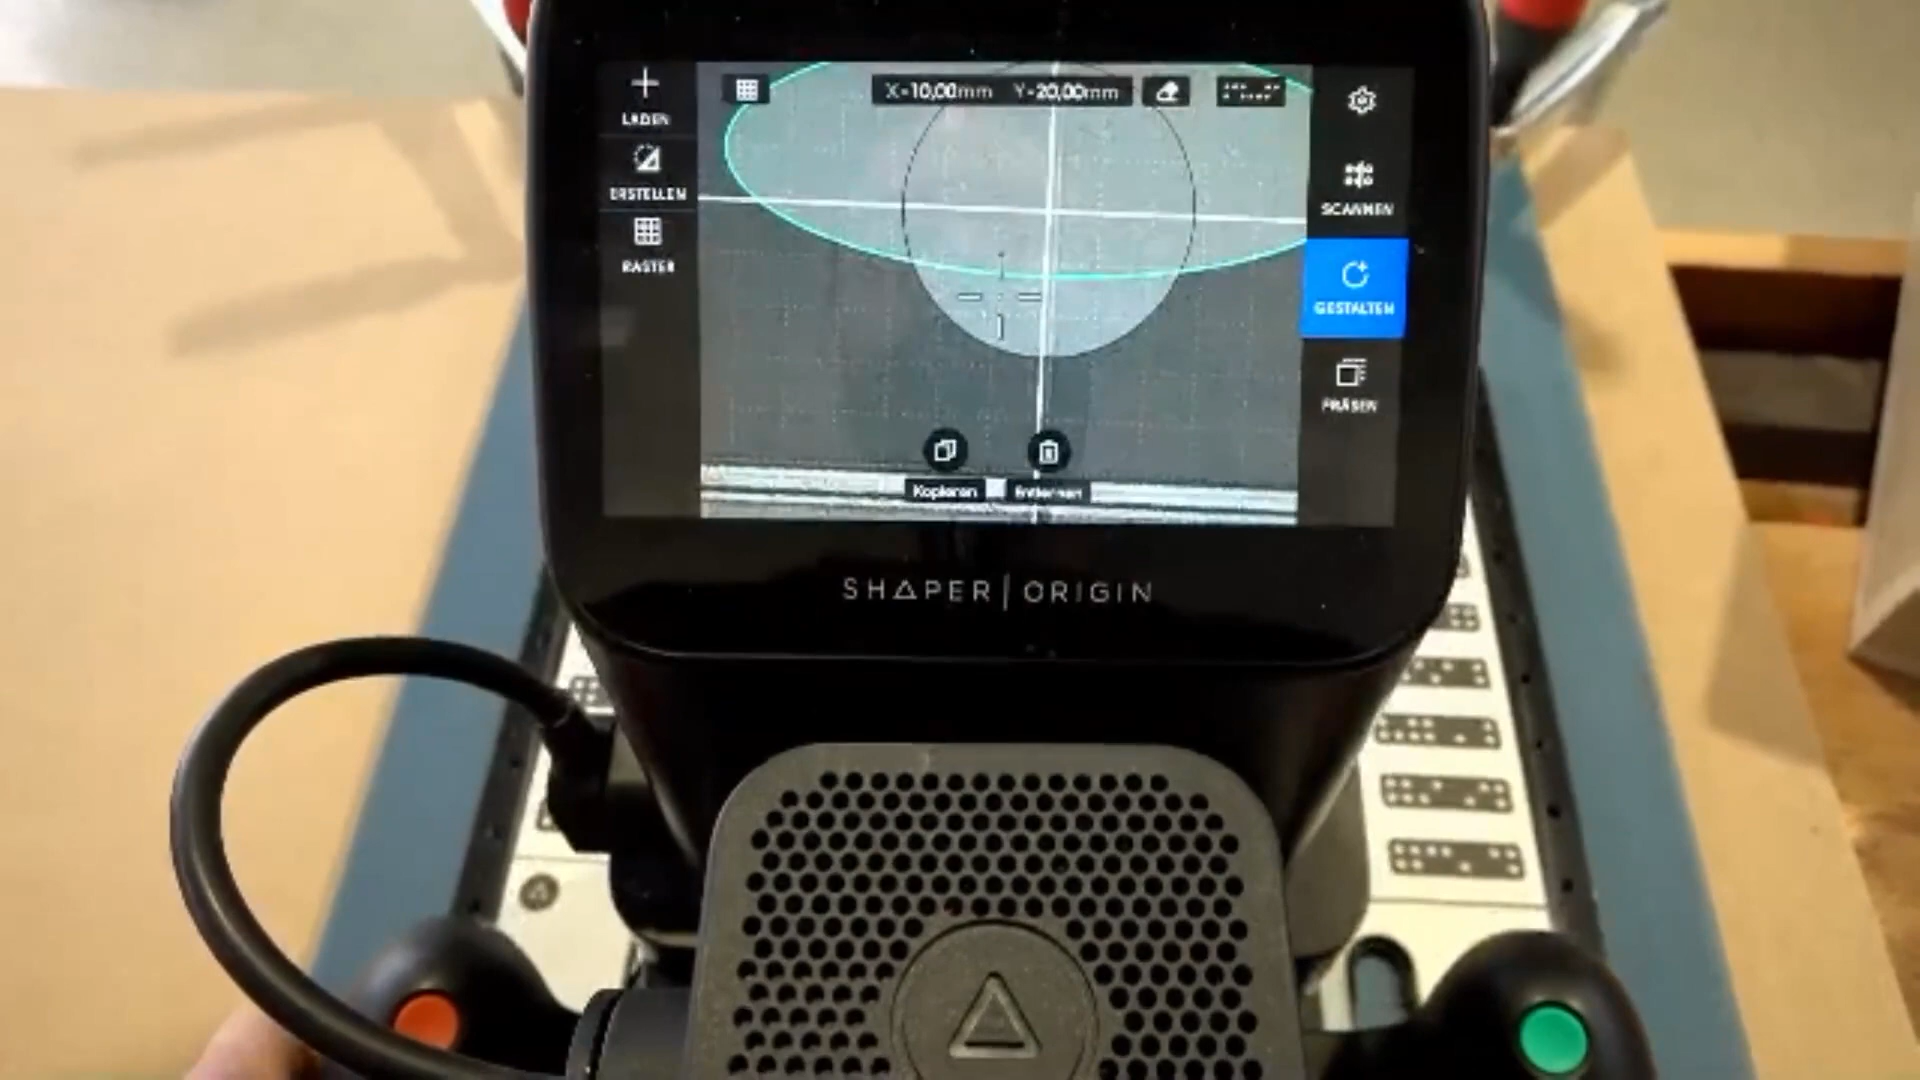 LADEN
ERSTELLEN
RASTER
X=10,00mm Y=20,00mm
SCANNEN
GESTALTEN
FRÄSEN
Kopieren Entfernen
SHAPER | ORIGIN